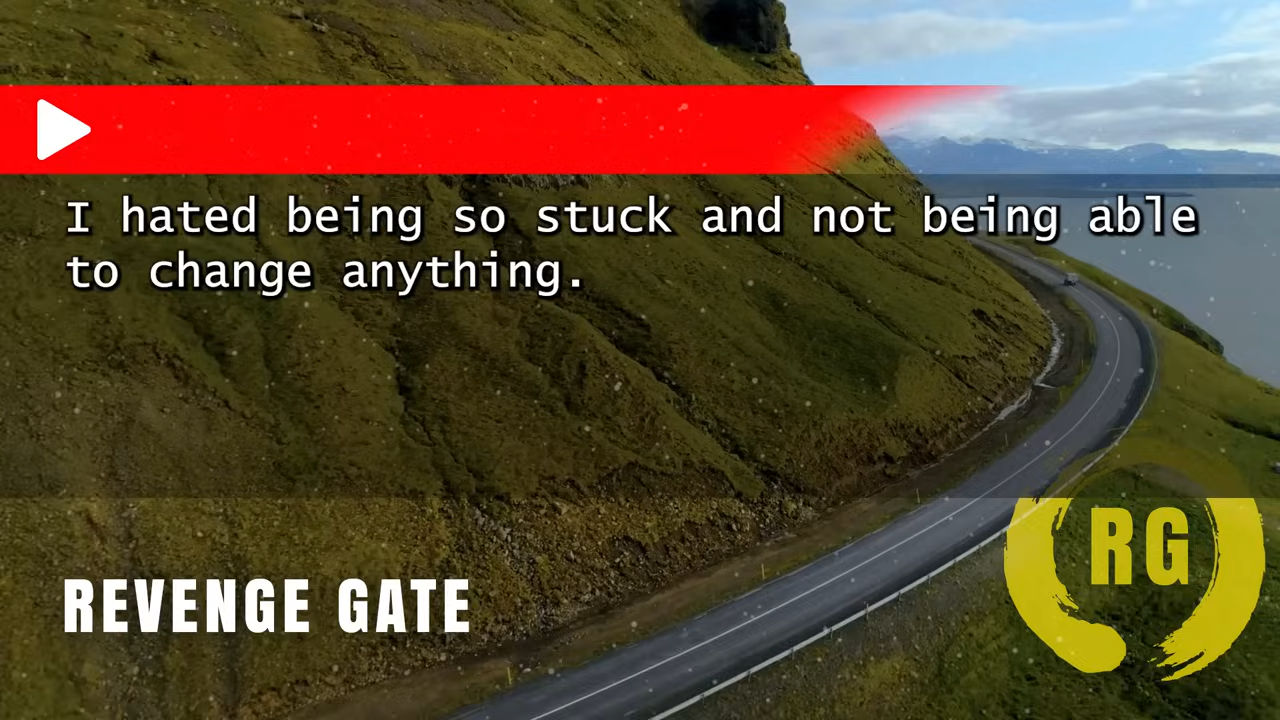 I hated being so stuck and not being able
to change anything.
RG
REVENGE GATE